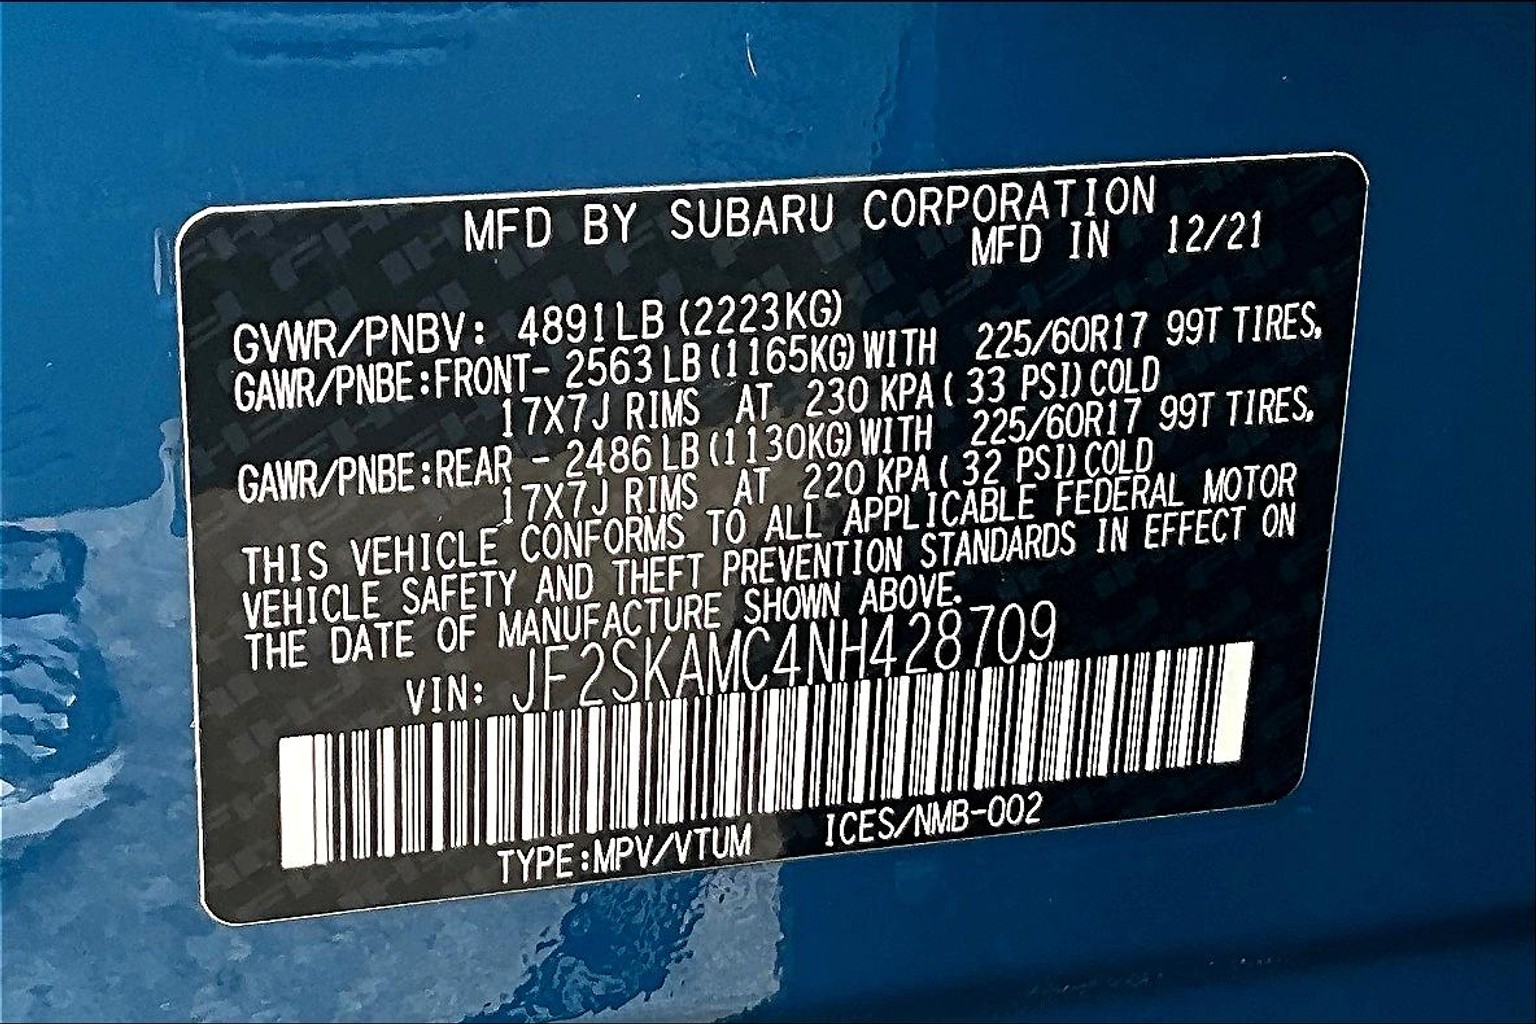 MFD BY SUBARU CORPORATION
MFD IN 12/21
GVWR/PNBV: 4891LB (2223KG)
GAWR/PNBE:FRONT- 2563 LB(1165KG)WITH 225/60R17 99T TIRES.
17X7J RIMS AT 230 KPA( 33 PSI)COLD
GAWR/PNBE:REAR - 2486 LB(1130KG)WITH 225/60R17 99T TIRES.
17X7J RIMS AT 220 KPA( 32 PSI)COLD
THIS VEHICLE CONFORMS TO ALL APPLICABLE FEDERAL MOTOR
VEHICLE SAFETY AND THEFT PREVENTION STANDARDS IN EFFECT ON
THE DATE OF MANUFACTURE SHOWN ABOVE.
VIN: JF2SKAMC4NH428709
TYPE:MPV/VTUM ICES/NMB-002